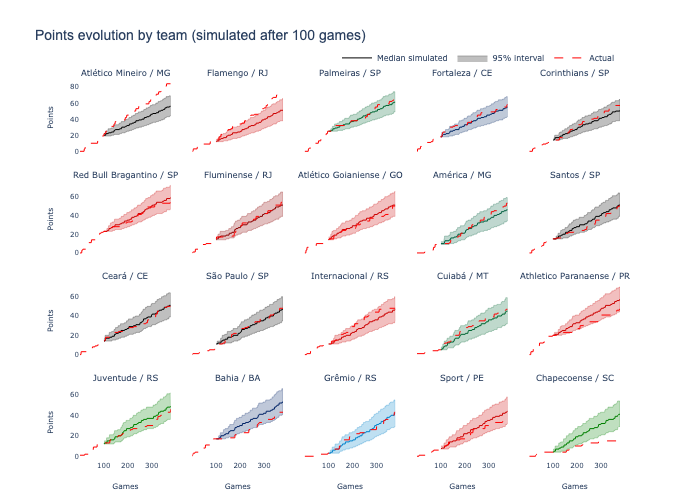 Points evolution by team (simulated after 100 games)
Median simulated 95% interval Actual
Atlético Mineiro / MG Flamengo / RJ Palmeiras / SP Fortaleza / CE Corinthians / SP
80
60
40
20
0
Points
Red Bull Bragantino / SP Fluminense / RJ Atlético Goianiense / GO América / MG Santos / SP
60
40
20
0
Points
Ceará / CE São Paulo / SP Internacional / RS Cuiabá / MT Athletico Paranaense / PR
60
40
20
0
Points
Juventude / RS Bahia / BA Grêmio / RS Sport / PE Chapecoense / SC
60
40
20
0
Points
100 200 300 100 200 300 100 200 300 100 200 300 100 200 300
Games Games Games Games Games